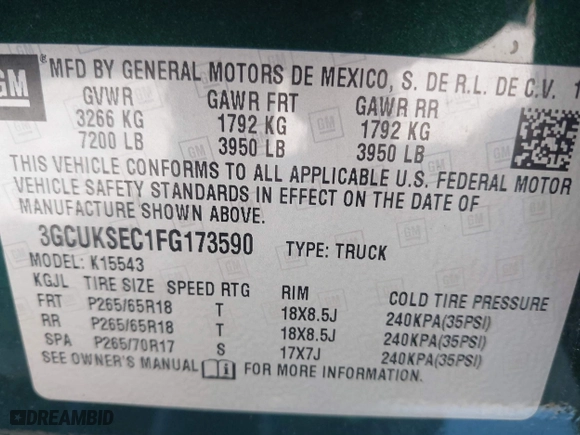 GM MFD BY GENERAL MOTORS DE MEXICO, S. DE R.L. DE C.V. 1
GVWR GAWR FRT GAWR RR
3266 KG 1792 KG 1792 KG
7200 LB 3950 LB 3950 LB
THIS VEHICLE CONFORMS TO ALL APPLICABLE U.S. FEDERAL MOTOR
VEHICLE SAFETY STANDARDS IN EFFECT ON THE DATE OF
MANUFACTURE SHOWN ABOVE.
3GCUKSEC1FG173590 TYPE: TRUCK
MODEL: K15543
KGJL TIRE SIZE SPEED RTG RIM COLD TIRE PRESSURE
FRT P265/65R18 T 18X8.5J 240KPA(35PSI)
RR P265/65R18 T 18X8.5J 240KPA(35PSI)
SPA P265/70R17 S 17X7J 240KPA(35PSI)
SEE OWNER'S MANUAL FOR MORE INFORMATION.
DREAMBID